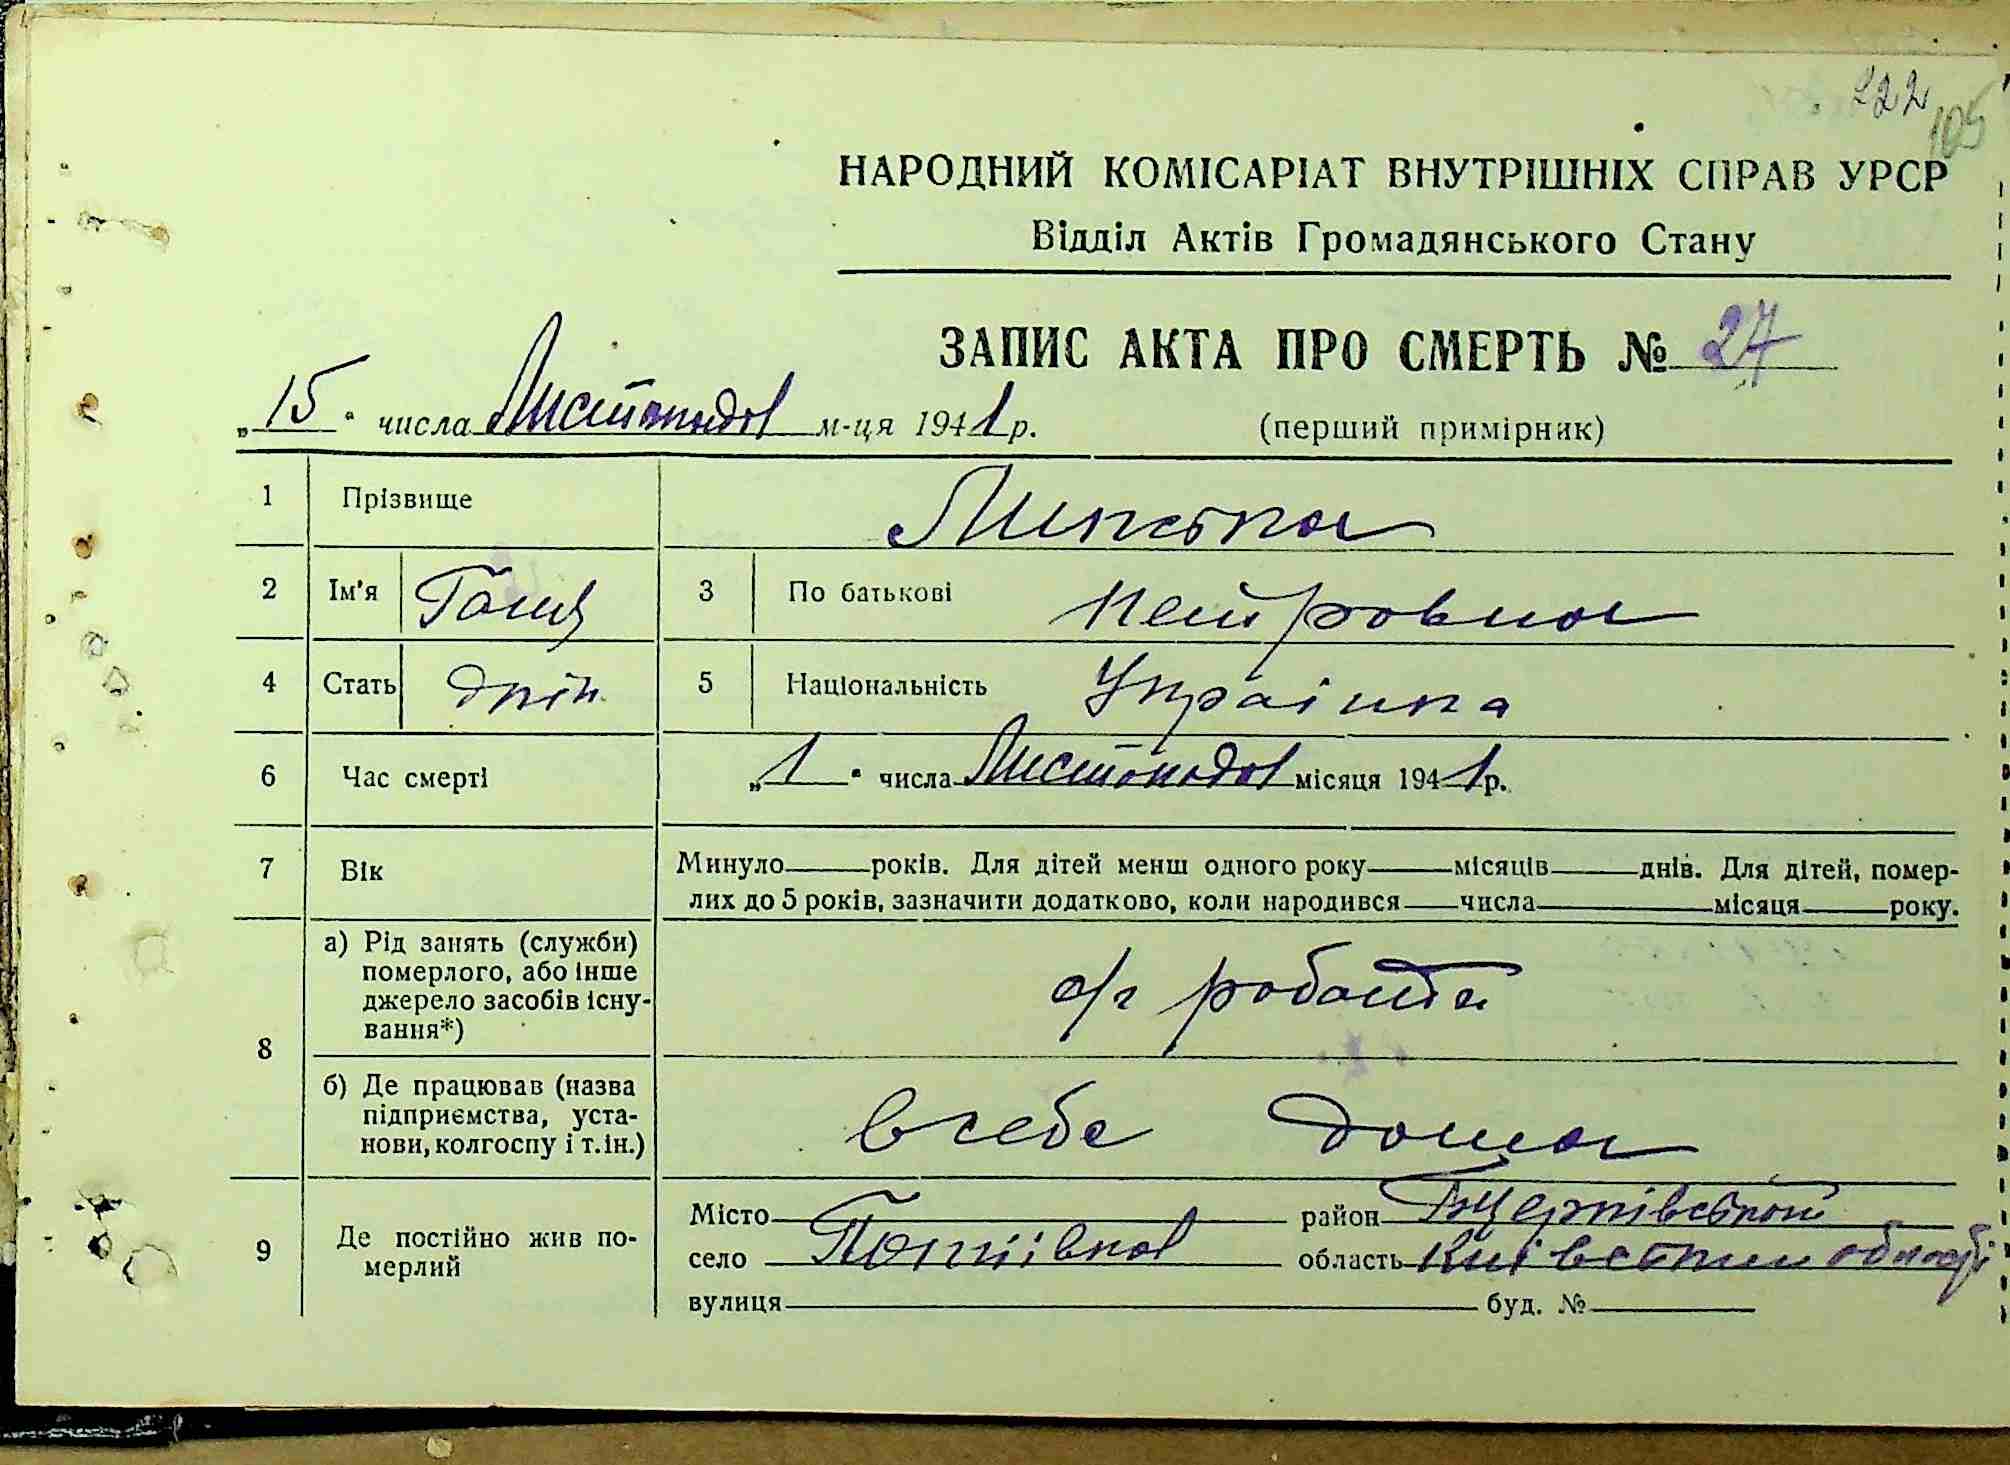 222
105
НАРОДНИЙ КОМІСАРІАТ ВНУТРІШНІХ СПРАВ УРСР
Відділ Актів Громадянського Стану
ЗАПИС АКТА ПРО СМЕРТЬ № 27
„15“ числа Листопада м-ця 1941 р.
(перший примірник)
1 Прізвище
2 Ім'я Ганя 3 По батькові Петровна
4 Стать жін. 5 Національність Українка
6 Час смерті „1“ числа Листопада місяця 1941 р.
7 Вік Минуло років. Для дітей менш одного року місяців днів. Для дітей, помер-
лих до 5 років, зазначити додатково, коли народився числа місяця року.
8 а) Рід занять (служби)
померлого, або інше
джерело засобів існу-
вання*)
с/г робота
б) Де працював (назва
підприємства, уста-
нови, колгоспу і т. ін.)
в себе дома
9 Де постійно жив по-
мерлий
Місто район Бцерківської
село Потіївка область Київської області
вулиця буд. №